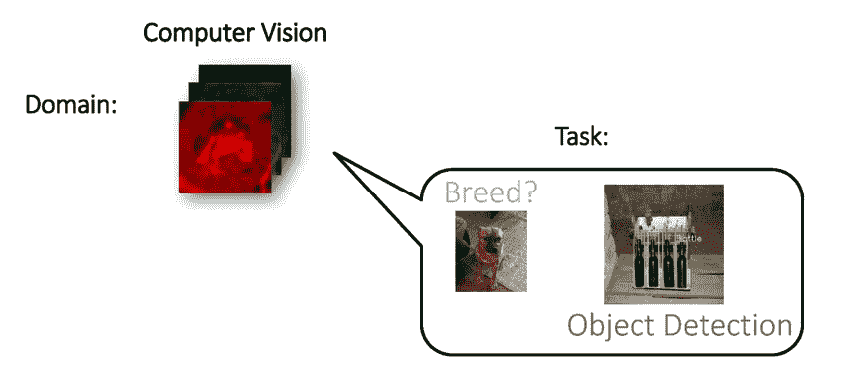 Computer Vision
Domain:
Task:
Breed?
Object Detection